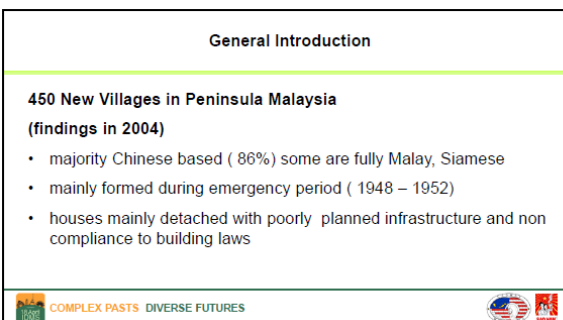 General Introduction
450 New Villages in Peninsula Malaysia
(findings in 2004)
• majority Chinese based ( 86%) some are fully Malay, Siamese
• mainly formed during emergency period ( 1948 – 1952)
• houses mainly detached with poorly planned infrastructure and non
compliance to building laws
COMPLEX PASTS DIVERSE FUTURES